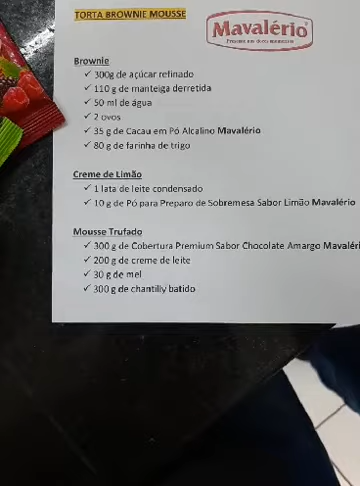 TORTA BROWNIE MOUSSE
Mavalério
Brownie
✓ 300g de açúcar refinado
✓ 110 g de manteiga derretida
✓ 50 ml de água
✓ 2 ovos
✓ 35 g de Cacau em Pó Alcalino Mavalério
✓ 80 g de farinha de trigo
Creme de Limão
✓ 1 lata de leite condensado
✓ 10 g de Pó para Preparo de Sobremesa Sabor Limão Mavalério
Mousse Trufado
✓ 300 g de Cobertura Premium Sabor Chocolate Amargo Mavaléri
✓ 200 g de creme de leite
✓ 30 g de mel
✓ 300 g de chantilly batido